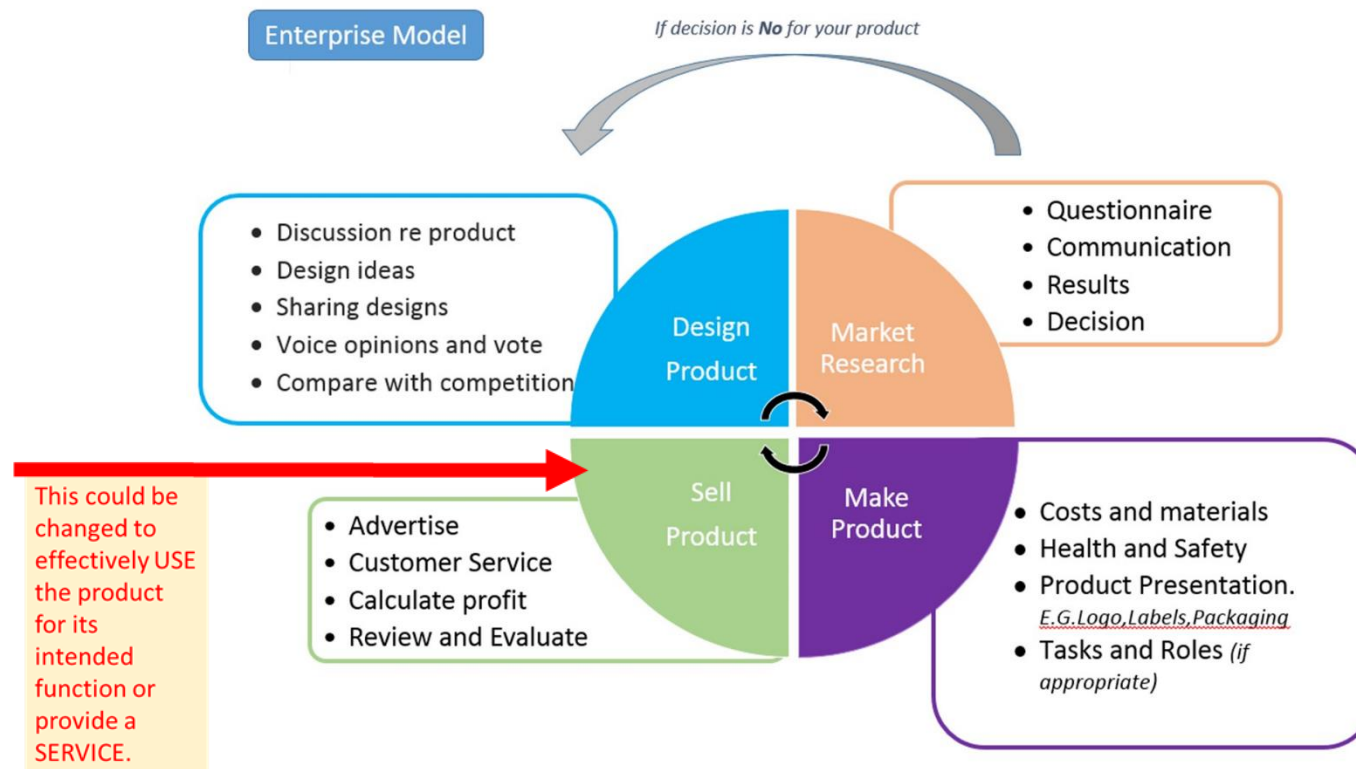 Enterprise Model
If decision is No for your product
• Discussion re product
• Design ideas
• Sharing designs
• Voice opinions and vote
• Compare with competition
• Questionnaire
• Communication
• Results
• Decision
Design
Product
Market
Research
Sell
Product
Make
Product
This could be
changed to
effectively USE
the product
for its
intended
function or
provide a
SERVICE.
• Advertise
• Customer Service
• Calculate profit
• Review and Evaluate
• Costs and materials
• Health and Safety
• Product Presentation.
E.G.Logo,Labels,Packaging
• Tasks and Roles (if
appropriate)